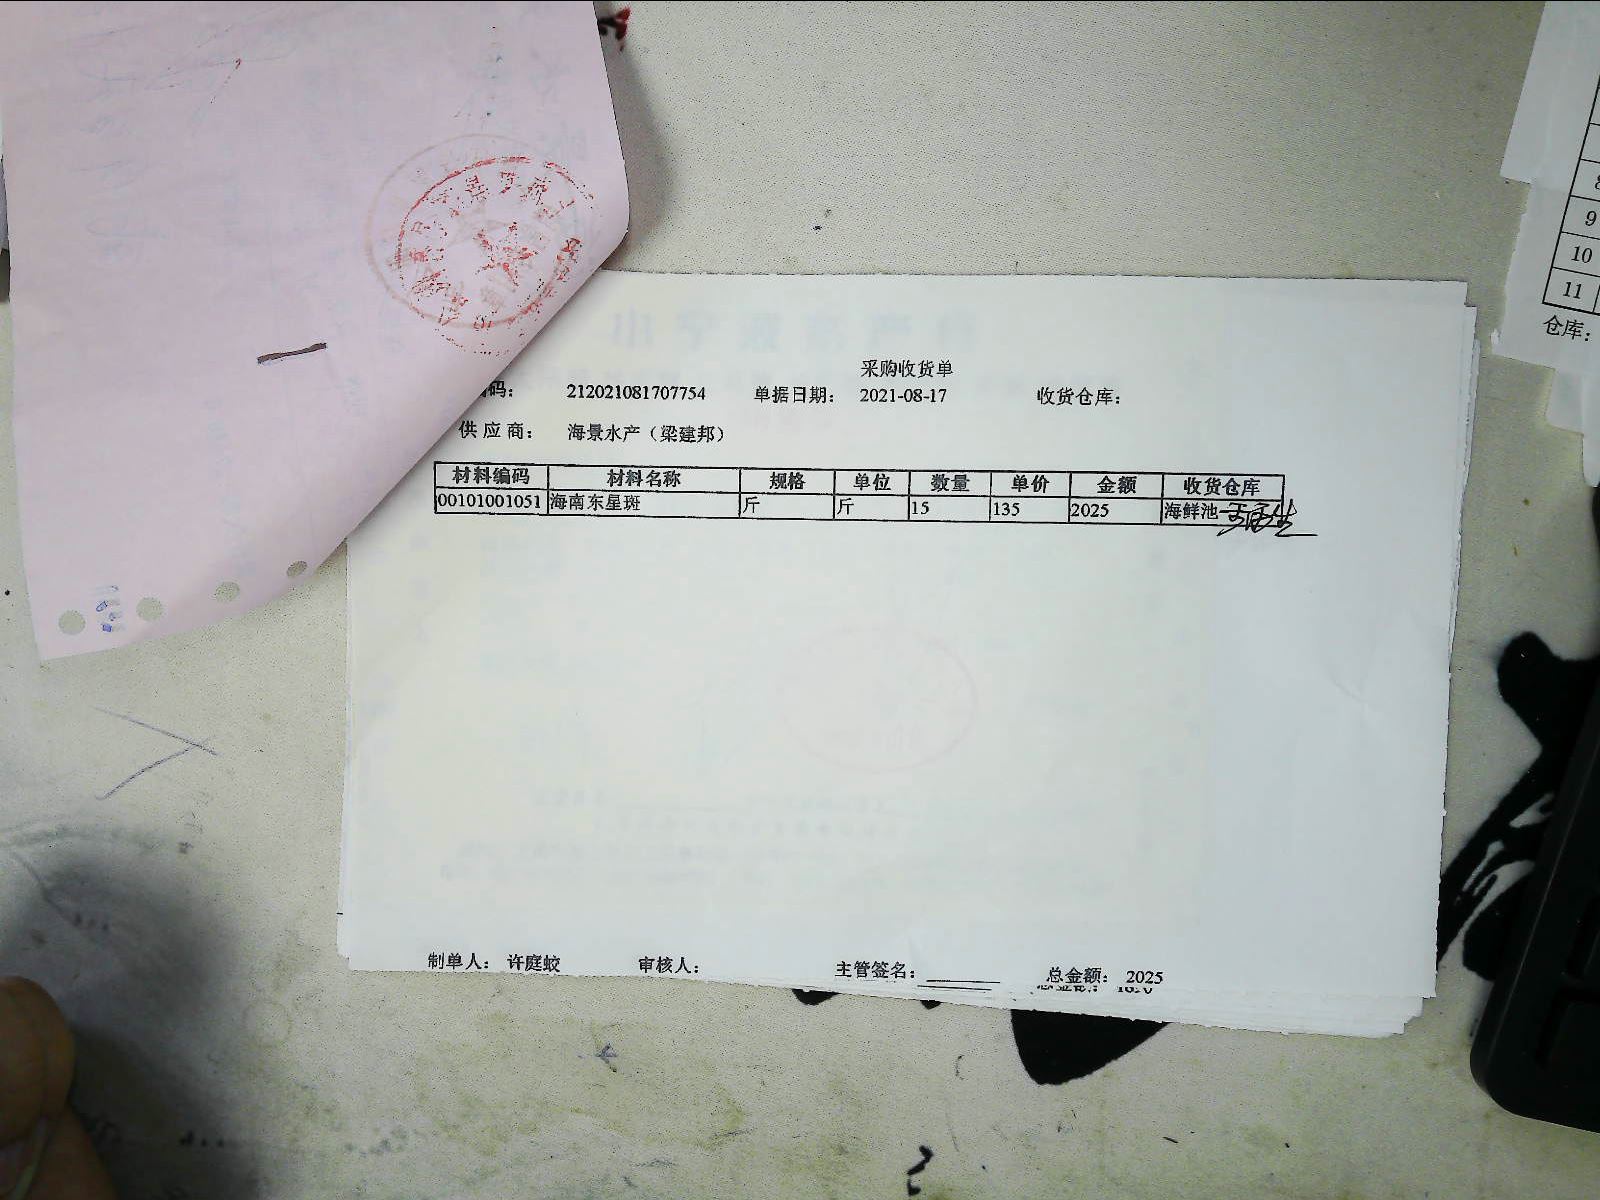 采购收货单
码： 212021081707754 单据日期： 2021-08-17 收货仓库：
供应商： 海景水产（梁建邦）
材料编码 材料名称 规格 单位 数量 单价 金额 收货仓库
00101001051 海南东星斑 斤 斤 15 135 2025 海鲜池
制单人： 许庭蛟 审核人： 主管签名： 总金额： 2025
9
10
11
仓库：